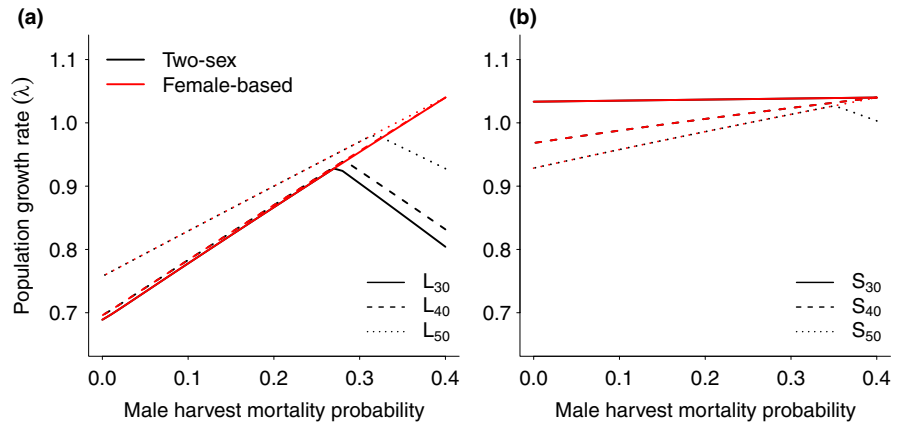 (a)
(b)
Population growth rate (λ)
1.1
1.0
0.9
0.8
0.7
Two-sex
Female-based
L30
L40
L50
0.0 0.1 0.2 0.3 0.4
Male harvest mortality probability
1.1
1.0
0.9
0.8
0.7
S30
S40
S50
0.0 0.1 0.2 0.3 0.4
Male harvest mortality probability